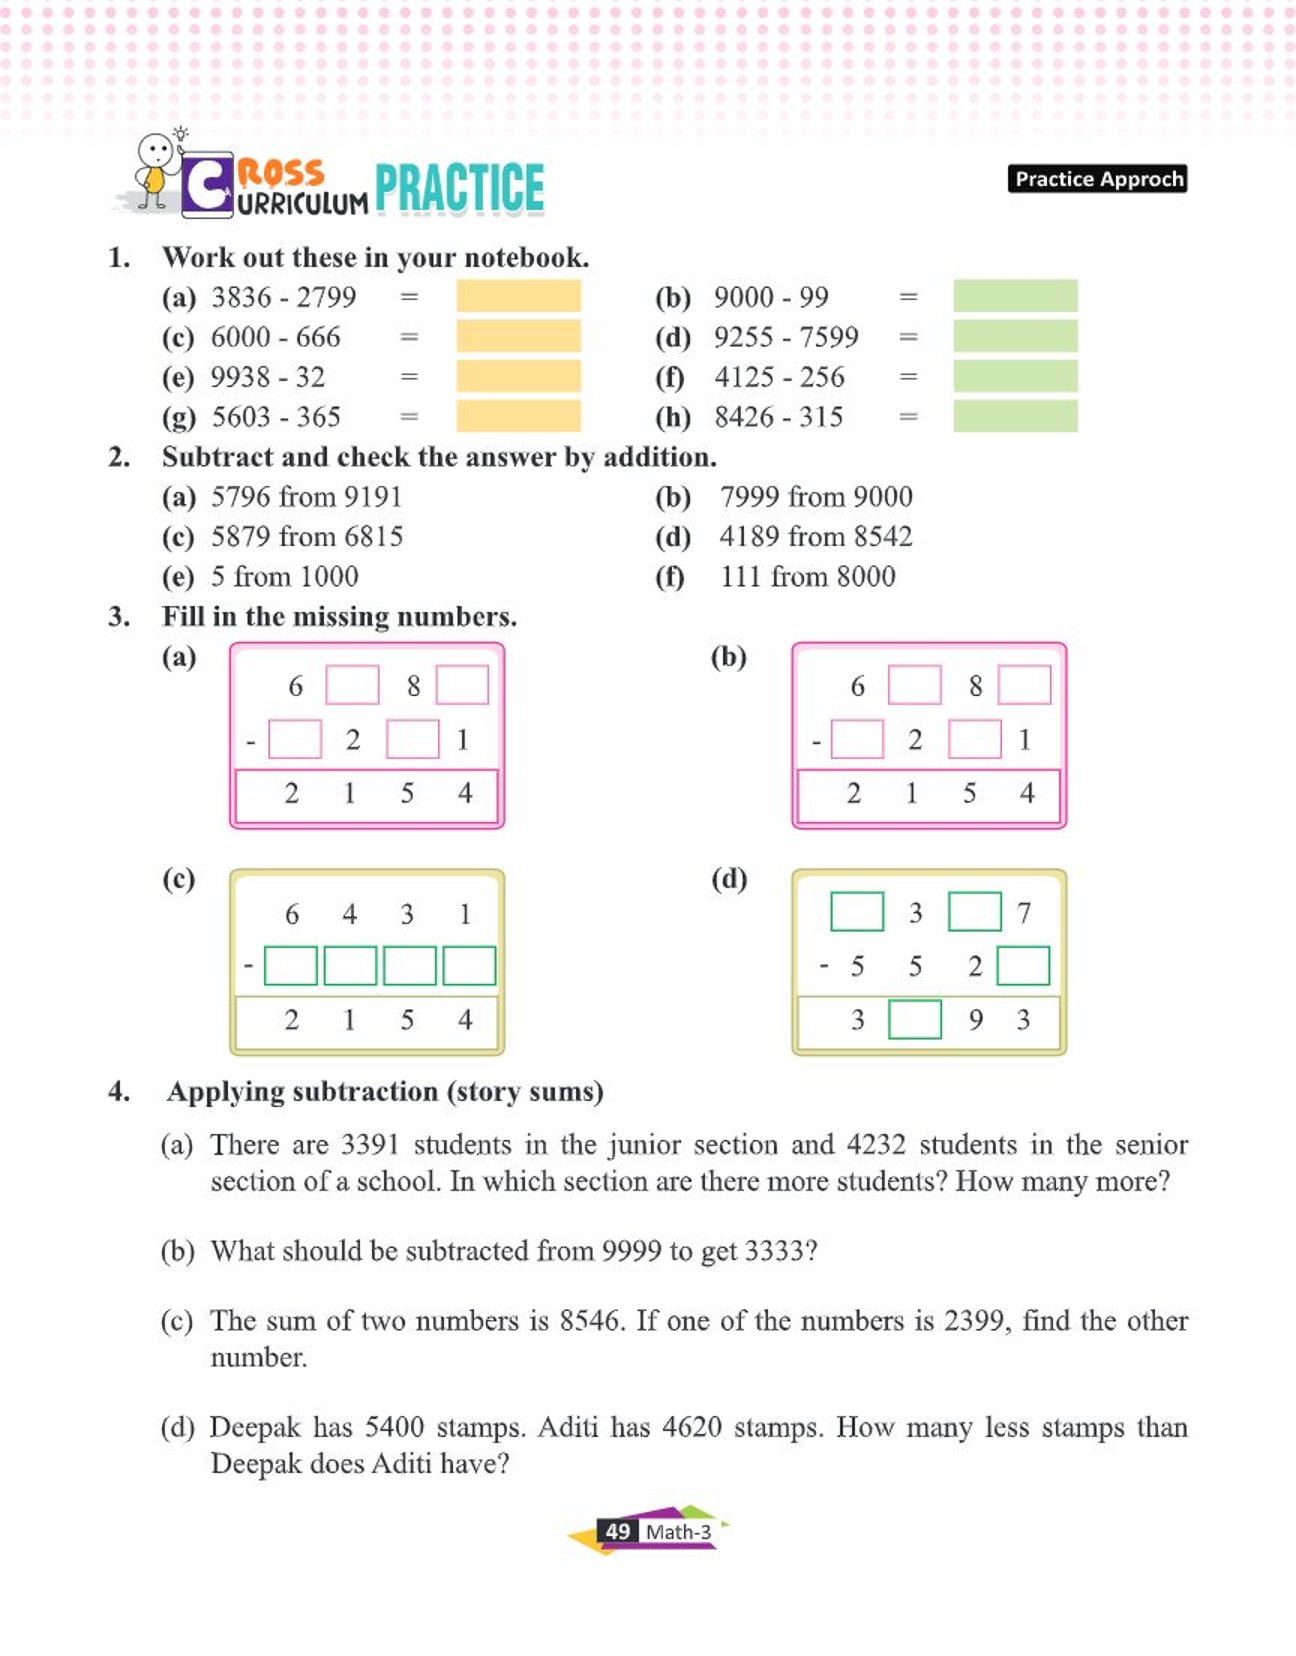 CROSS CURRICULUM PRACTICE
Practice Approch
1. Work out these in your notebook.
(a) 3836 - 2799 = (b) 9000 - 99 =
(c) 6000 - 666 = (d) 9255 - 7599 =
(e) 9938 - 32 = (f) 4125 - 256 =
(g) 5603 - 365 = (h) 8426 - 315 =
2. Subtract and check the answer by addition.
(a) 5796 from 9191 (b) 7999 from 9000
(c) 5879 from 6815 (d) 4189 from 8542
(e) 5 from 1000 (f) 111 from 8000
3. Fill in the missing numbers.
(a) (b)
6 8 6 8
- 2 1 - 2 1
2 1 5 4 2 1 5 4
(c) (d)
6 4 3 1 3 7
- - 5 5 2
2 1 5 4 3 9 3
4. Applying subtraction (story sums)
(a) There are 3391 students in the junior section and 4232 students in the senior
section of a school. In which section are there more students? How many more?
(b) What should be subtracted from 9999 to get 3333?
(c) The sum of two numbers is 8546. If one of the numbers is 2399, find the other
number.
(d) Deepak has 5400 stamps. Aditi has 4620 stamps. How many less stamps than
Deepak does Aditi have?
49 Math-3